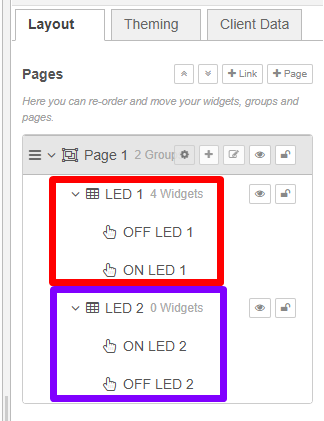 Layout Theming Client Data
Pages + Link + Page
Here you can re-order and move your widgets, groups and
pages.
Page 1 2 Group
LED 1 4 Widgets
OFF LED 1
ON LED 1
LED 2 0 Widgets
ON LED 2
OFF LED 2